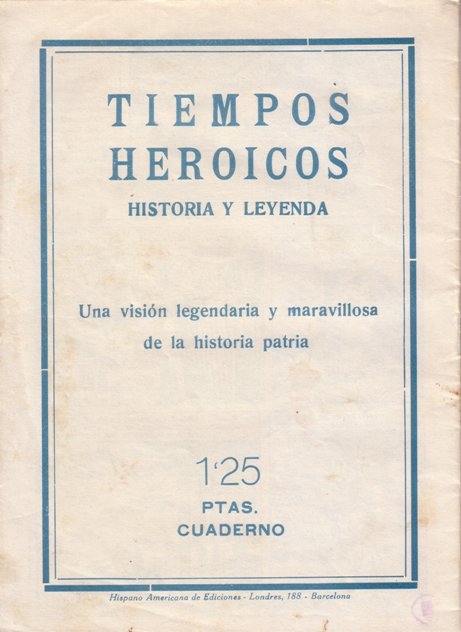 TIEMPOS
HEROICOS
HISTORIA Y LEYENDA
Una visión legendaria y maravillosa
de la historia patria
1'25
PTAS.
CUADERNO
Hispano Americana de Ediciones - Londres, 188 - Barcelona